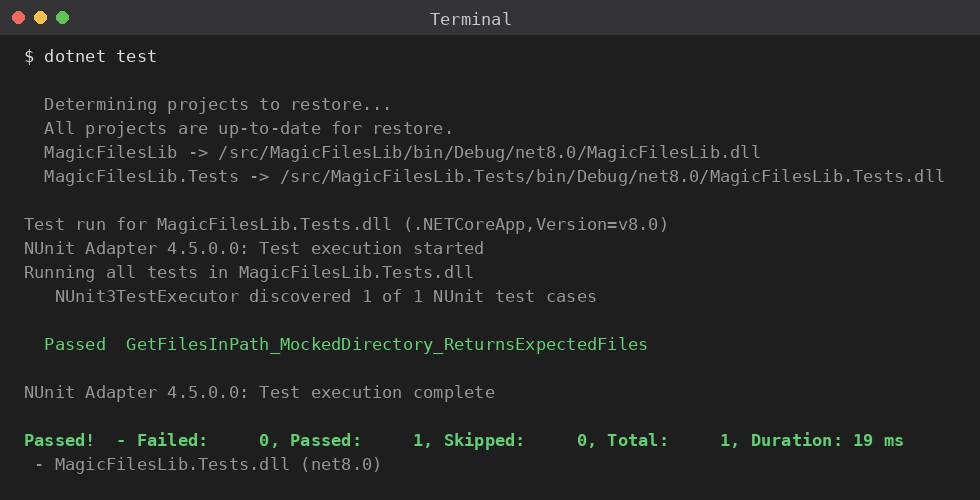 Terminal
$ dotnet test
Determining projects to restore...
All projects are up-to-date for restore.
MagicFilesLib -> /src/MagicFilesLib/bin/Debug/net8.0/MagicFilesLib.dll
MagicFilesLib.Tests -> /src/MagicFilesLib.Tests/bin/Debug/net8.0/MagicFilesLib.Tests.dll
Test run for MagicFilesLib.Tests.dll (.NETCoreApp,Version=v8.0)
NUnit Adapter 4.5.0.0: Test execution started
Running all tests in MagicFilesLib.Tests.dll
NUnit3TestExecutor discovered 1 of 1 NUnit test cases
Passed  GetFilesInPath_MockedDirectory_ReturnsExpectedFiles
NUnit Adapter 4.5.0.0: Test execution complete
Passed!  - Failed:     0, Passed:     1, Skipped:     0, Total:     1, Duration: 19 ms
- MagicFilesLib.Tests.dll (net8.0)